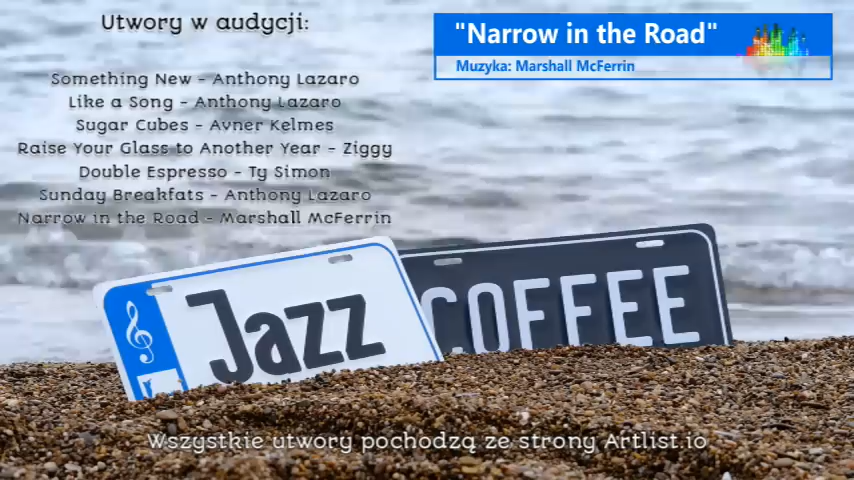 Utwory w audycji:
Something New - Anthony Lazaro
Like a Song - Anthony Lazaro
Sugar Cubes - Avner Kelmes
Raise Your Glass to Another Year - Ziggy
Double Espresso - Ty Simon
Sunday Breakfats - Anthony Lazaro
Narrow in the Road - Marshall McFerrin
"Narrow in the Road"
Muzyka: Marshall McFerrin
Jazz
COFFEE
Wszystkie utwory pochodzą ze strony Artlist.io